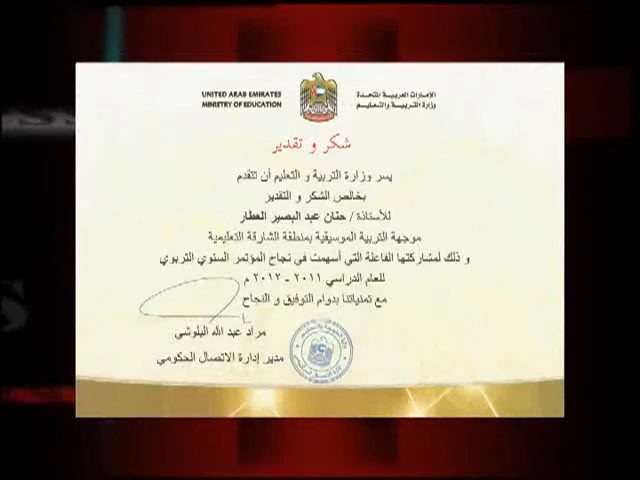 UNITED ARAB EMIRATES
MINISTRY OF EDUCATION
الإمارات العربية المتحدة
وزارة التربية والتعليم
شكر و تقدير
يسر وزارة التربية و التعليم أن تتقدم
بخالص الشكر و التقدير
للأستاذة / حنان عبد البصير العطار
موجهة التربية الموسيقية بمنطقة الشارقة التعليمية
و ذلك لمشاركتها الفاعلة التي أسهمت في نجاح المؤتمر السنوي التربوي
للعام الدراسي ٢٠١١ - ٢٠١٢ م
مع تمنياتنا بدوام التوفيق و النجاح
مراد عبد الله البلوشي
مدير إدارة الاتصال الحكومي